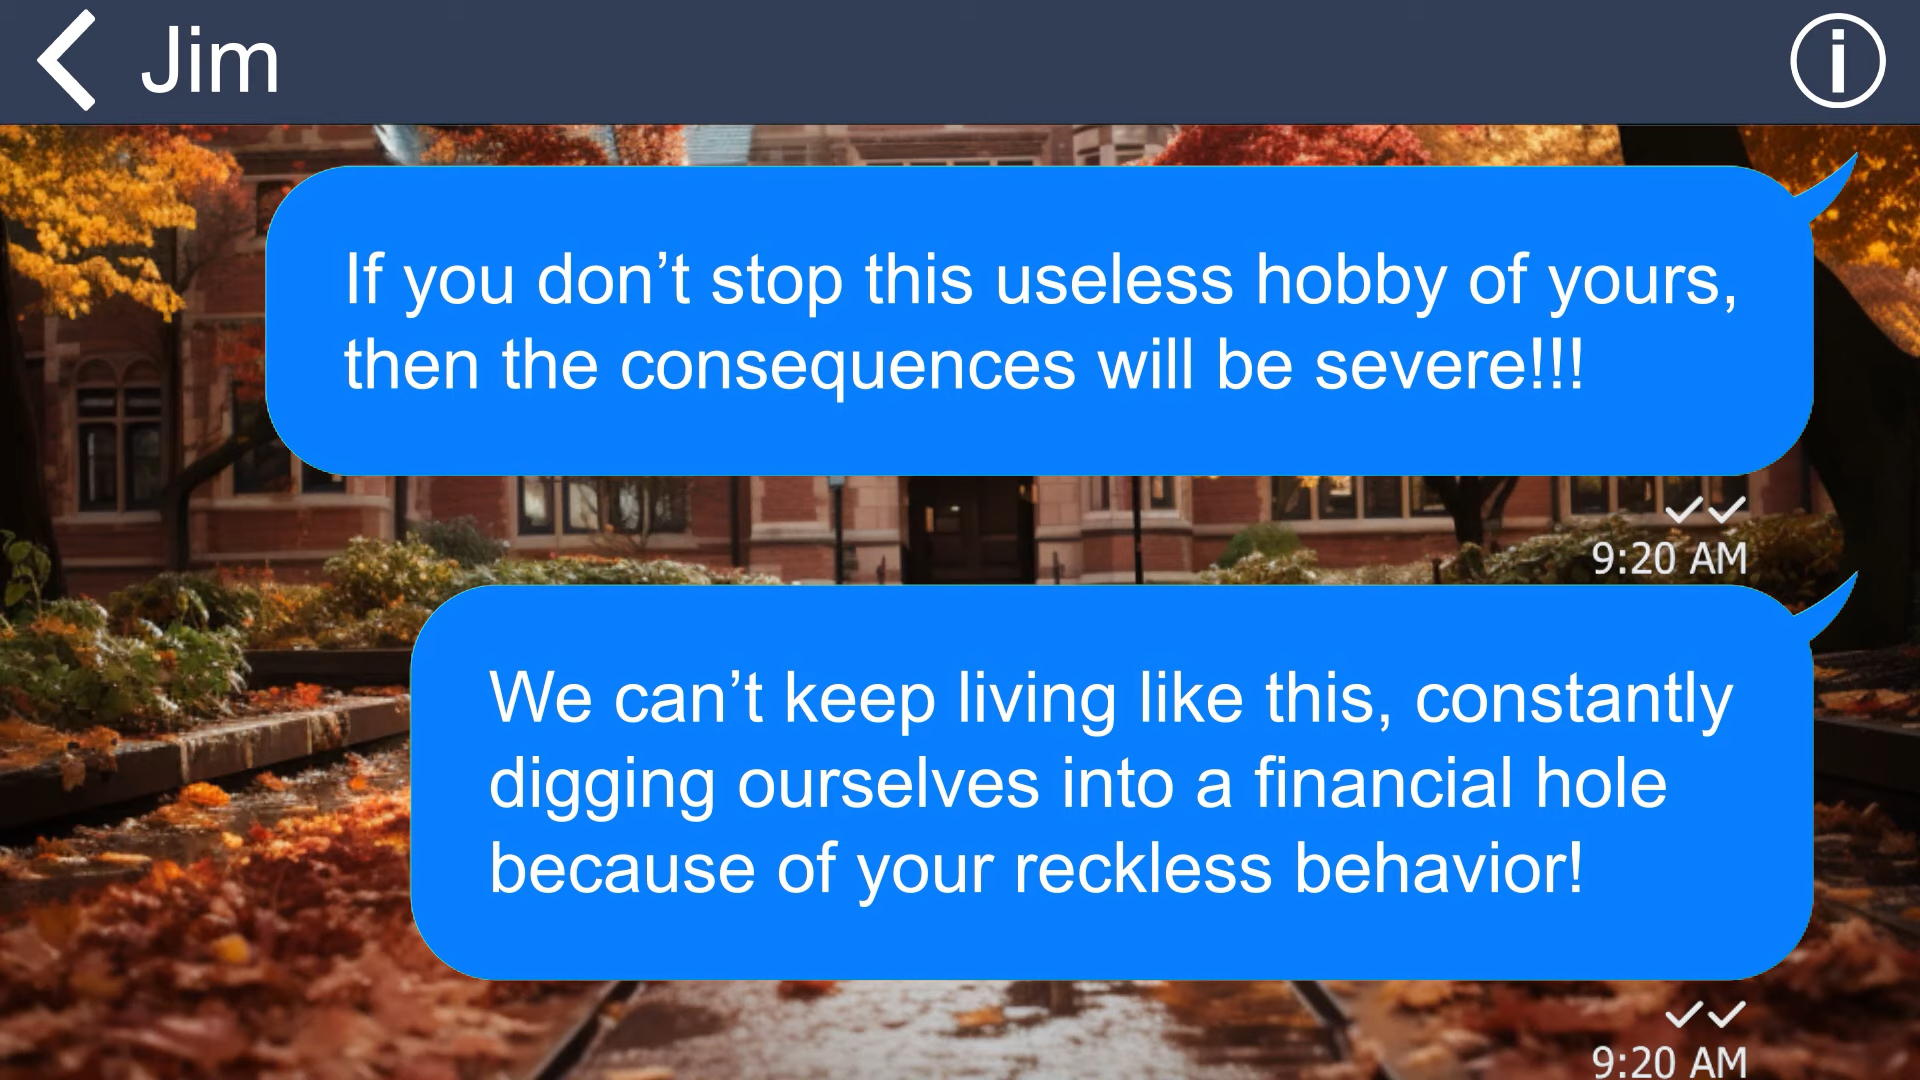 Jim
If you don’t stop this useless hobby of yours,
then the consequences will be severe!!!
9:20 AM
We can’t keep living like this, constantly
digging ourselves into a financial hole
because of your reckless behavior!
9:20 AM